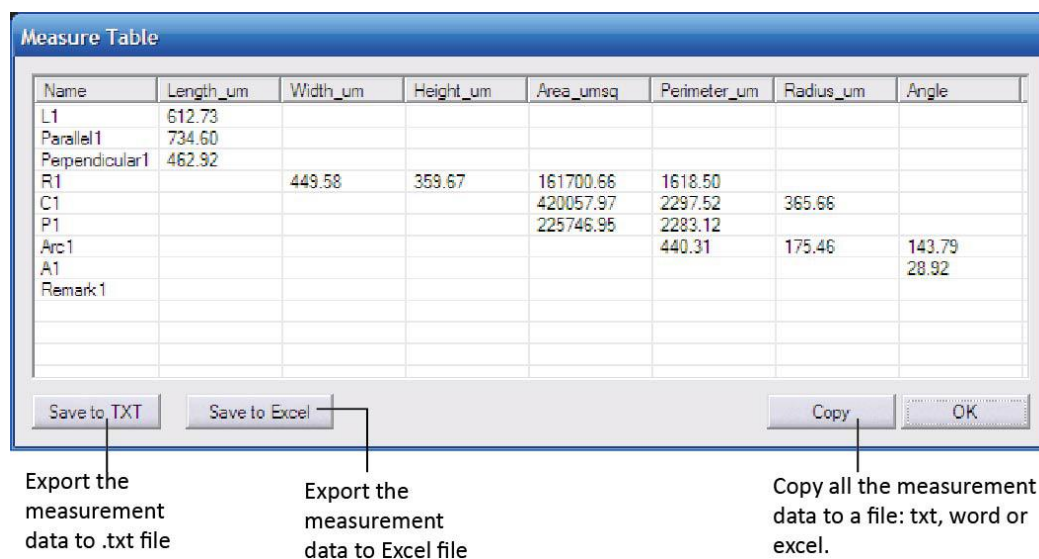 Measure Table
Name Length_um Width_um Height_um Area_umsq Perimeter_um Radius_um Angle
L1 612.73
Parallel1 734.60
Perpendicular1 462.92
R1 449.58 359.67 161700.66 1618.50
C1 420057.97 2297.52 365.66
P1 225746.95 2283.12
Arc1 440.31 175.46 143.79
A1 28.92
Remark1
Save to TXT Save to Excel Copy OK
Export the
measurement
data to .txt file
Export the
measurement
data to Excel file
Copy all the measurement
data to a file: txt, word or
excel.